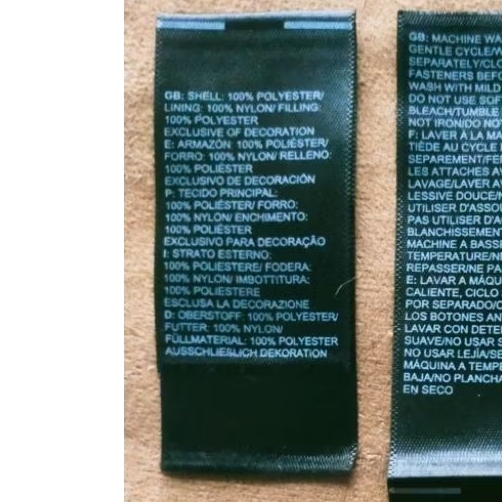 GB: SHELL: 100% POLYESTER/
LINING: 100% NYLON/ FILLING:
100% POLYESTER
EXCLUSIVE OF DECORATION
E: ARMAZÓN: 100% POLIÉSTER/
FORRO: 100% NYLON/ RELLENO:
100% POLIÉSTER
EXCLUSIVO DE DECORACIÓN
P: TECIDO PRINCIPAL:
100% POLIÉSTER/ FORRO:
100% NYLON/ ENCHIMENTO:
100% POLIÉSTER
EXCLUSIVO PARA DECORAÇÃO
I: STRATO ESTERNO:
100% POLIESTERE/ FODERA:
100% NYLON/ IMBOTTITURA:
100% POLIESTERE
ESCLUSA LA DECORAZIONE
D: OBERSTOFF: 100% POLYESTER/
FUTTER: 100% NYLON/
FÜLLMATERIAL: 100% POLYESTER
AUSSCHLIESLICH DEKORATION
GB: MACHINE WA
GENTLE CYCLE/W
SEPARATELY/CLO
FASTENERS BEFO
WASH WITH MILD
DO NOT USE SOF
BLEACH/TUMBLE
NOT IRON/DO NO
F: LAVER À LA MA
TIÈDE AU CYCLE
SEPAREMENT/FE
LES ATTACHES AV
LAVAGE/LAVER AV
LESSIVE DOUCE/N
UTILISER D'ASSOU
PAS UTILISER D'A
BLANCHISSEMENT
MACHINE A BASSE
TEMPERATURE/NE
REPASSER/NE PA
E: LAVAR A MÁQU
CALIENTE, CICLO
POR SEPARADO/C
LOS BOTONES AN
LAVAR CON DETE
SUAVE/NO USAR S
NO USAR LEJÍA/SE
MÁQUINA A TEMPE
BAJA/NO PLANCHA
EN SECO